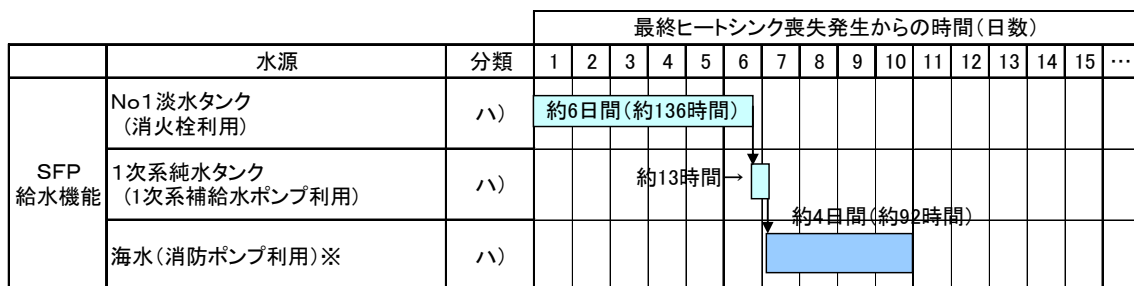 最終ヒートシンク喪失発生からの時間(日数)
水源 分類 1 2 3 4 5 6 7 8 9 10 11 12 13 14 15 …
SFP
給水機能
No1淡水タンク
(消火栓利用)
ハ)
約6日間(約136時間)
1次系純水タンク
(1次系補給水ポンプ利用)
ハ)
約13時間→
約4日間(約92時間)
海水(消防ポンプ利用)※
ハ)